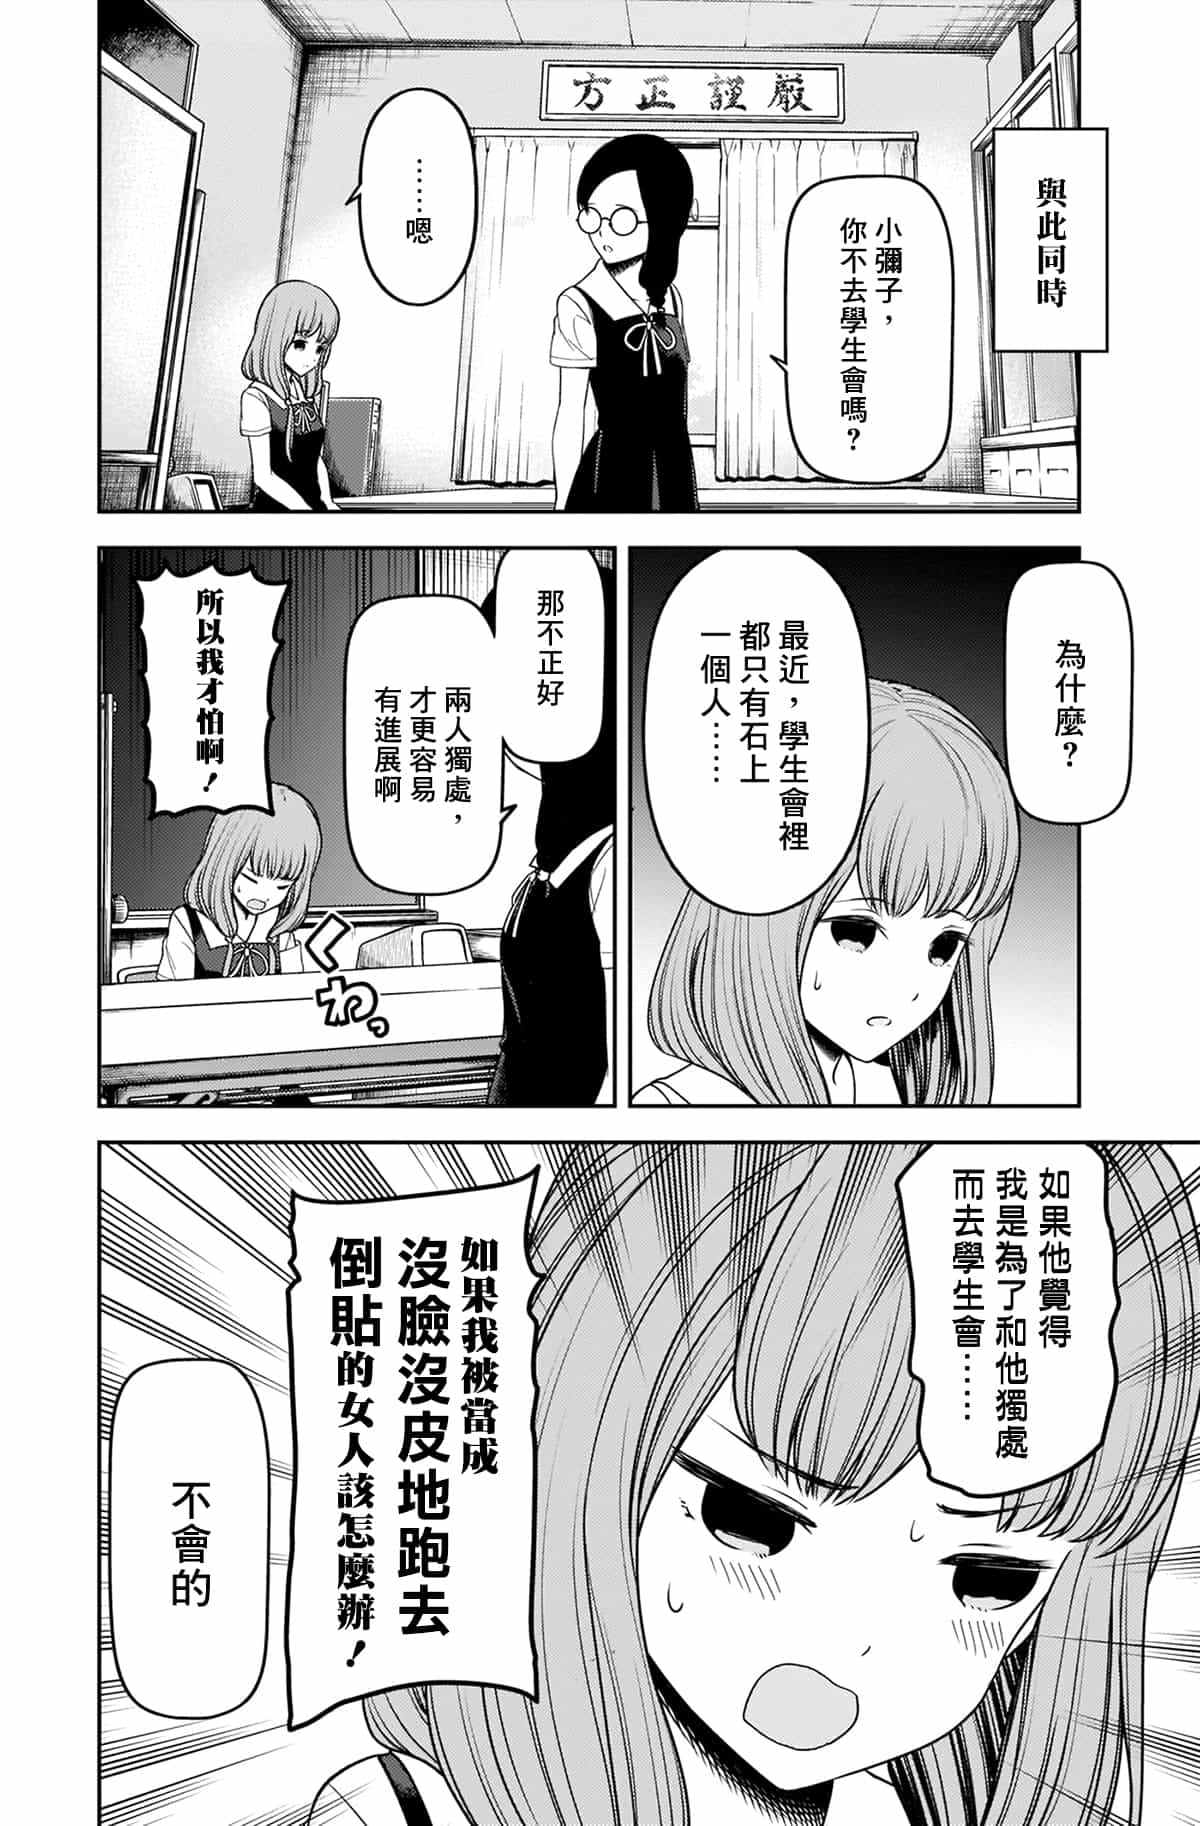 與此同時
嚴謹正方
小彌子，
你不去學生會嗎？
……
嗯
為什麼？
最近，學生會裡
都只有石上
一個人……
那不正好
兩人獨處，
才更容易
有進展啊
所以我才怕啊！
くわっ
如果他覺得
我是為了和他獨處
而去學生會……
如果我被當成
沒臉沒皮地跑去
倒貼的女人該怎麼辦！
不會的